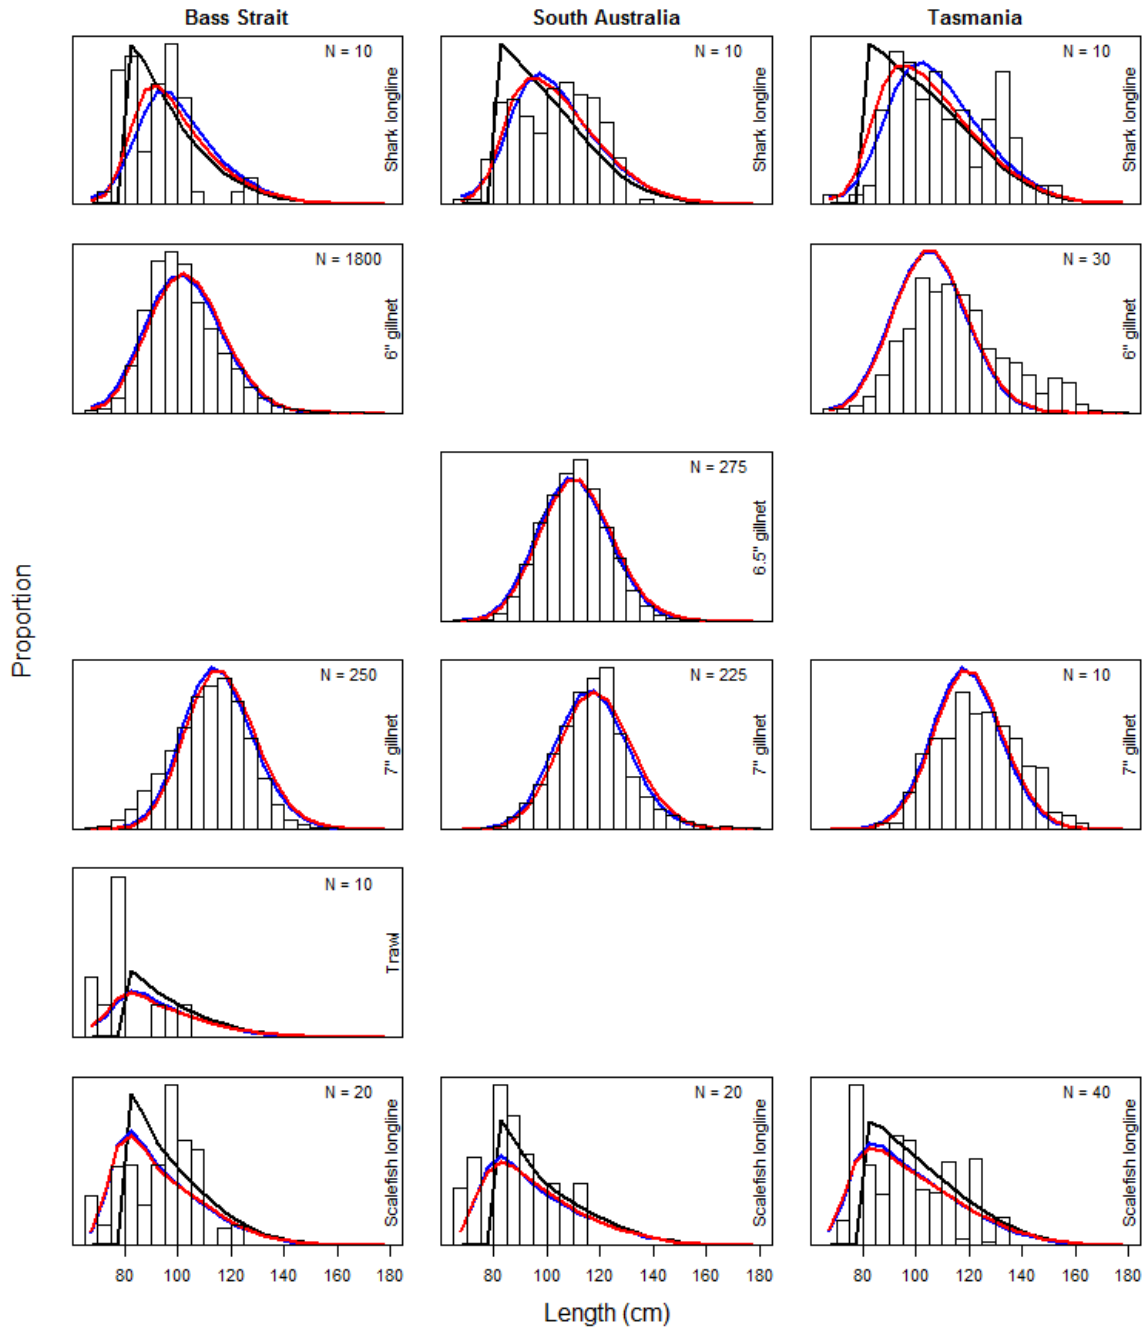 Bass Strait South Australia Tasmania
N = 10 Shark longline N = 10 Shark longline N = 10 Shark longline
N = 1800 6" gillnet N = 30 6" gillnet
N = 275 6.5" gillnet
Proportion
N = 250 7" gillnet N = 225 7" gillnet N = 10 7" gillnet
N = 10 Trawl
N = 20 Scalefish longline N = 20 Scalefish longline N = 40 Scalefish longline
80 100 120 140 160 180 80 100 120 140 160 180 80 100 120 140 160 180
Length (cm)